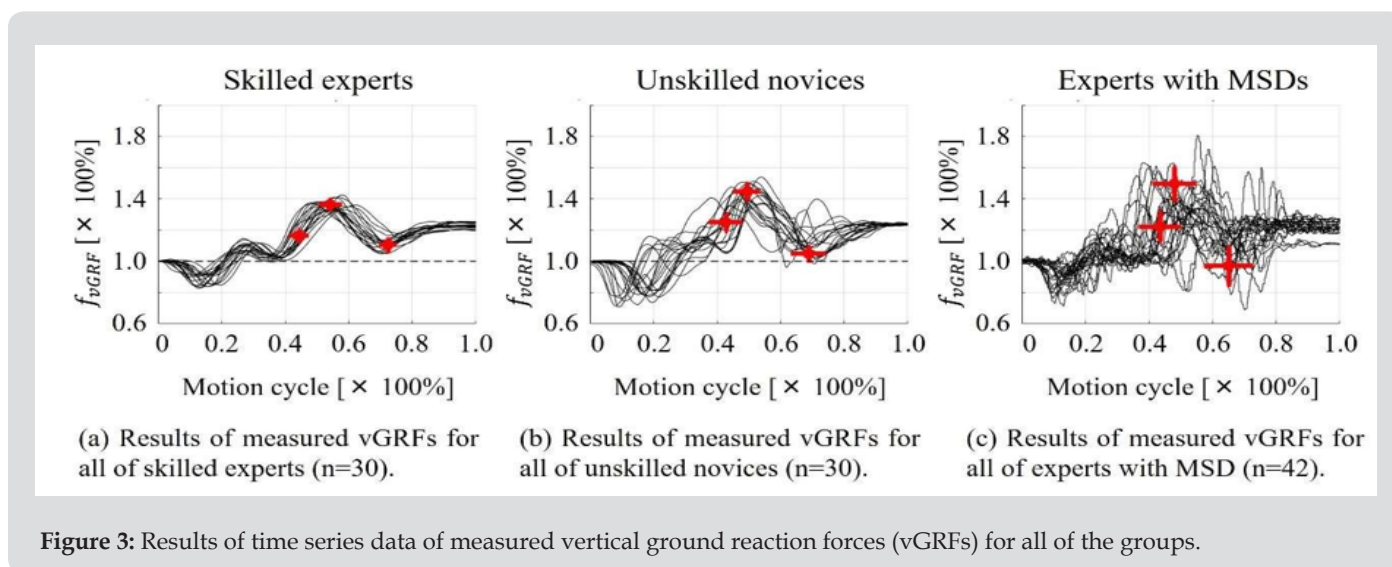 Skilled experts
Unskilled novices
Experts with MSDs
f_vGRF [× 100%]
1.8
1.4
1.0
0.6
0 0.2 0.4 0.6 0.8 1.0
Motion cycle [× 100%]
f_vGRF [× 100%]
1.8
1.4
1.0
0.6
0 0.2 0.4 0.6 0.8 1.0
Motion cycle [× 100%]
f_vGRF [× 100%]
1.8
1.4
1.0
0.6
0 0.2 0.4 0.6 0.8 1.0
Motion cycle [× 100%]
(a) Results of measured vGRFs for
all of skilled experts (n=30).
(b) Results of measured vGRFs for
all of unskilled novices (n=30).
(c) Results of measured vGRFs for
all of experts with MSD (n=42).
Figure 3: Results of time series data of measured vertical ground reaction forces (vGRFs) for all of the groups.